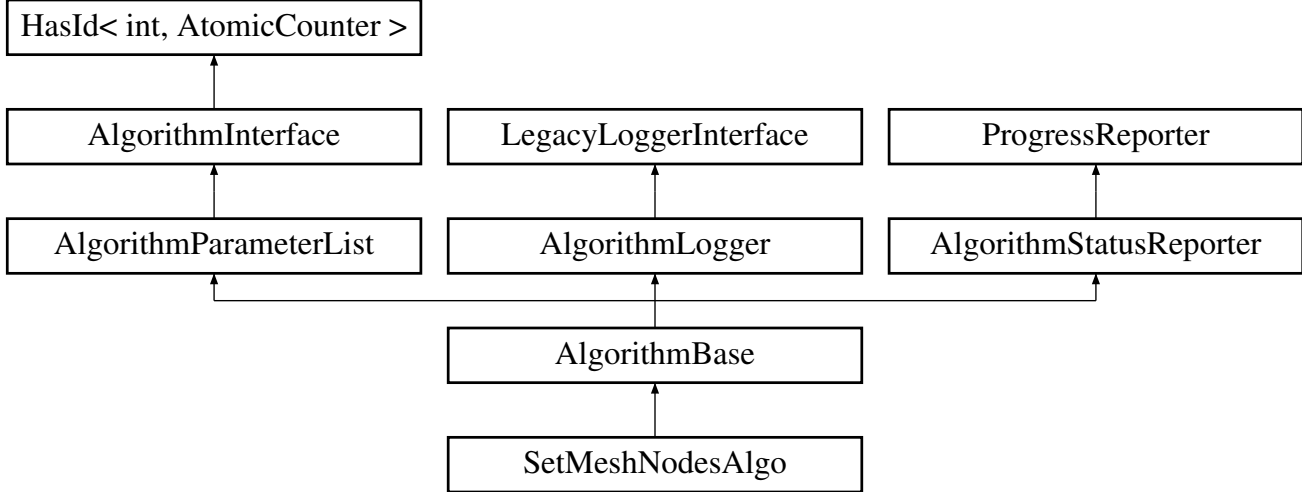 HasId< int, AtomicCounter >
AlgorithmInterface
LegacyLoggerInterface
ProgressReporter
AlgorithmParameterList
AlgorithmLogger
AlgorithmStatusReporter
AlgorithmBase
SetMeshNodesAlgo